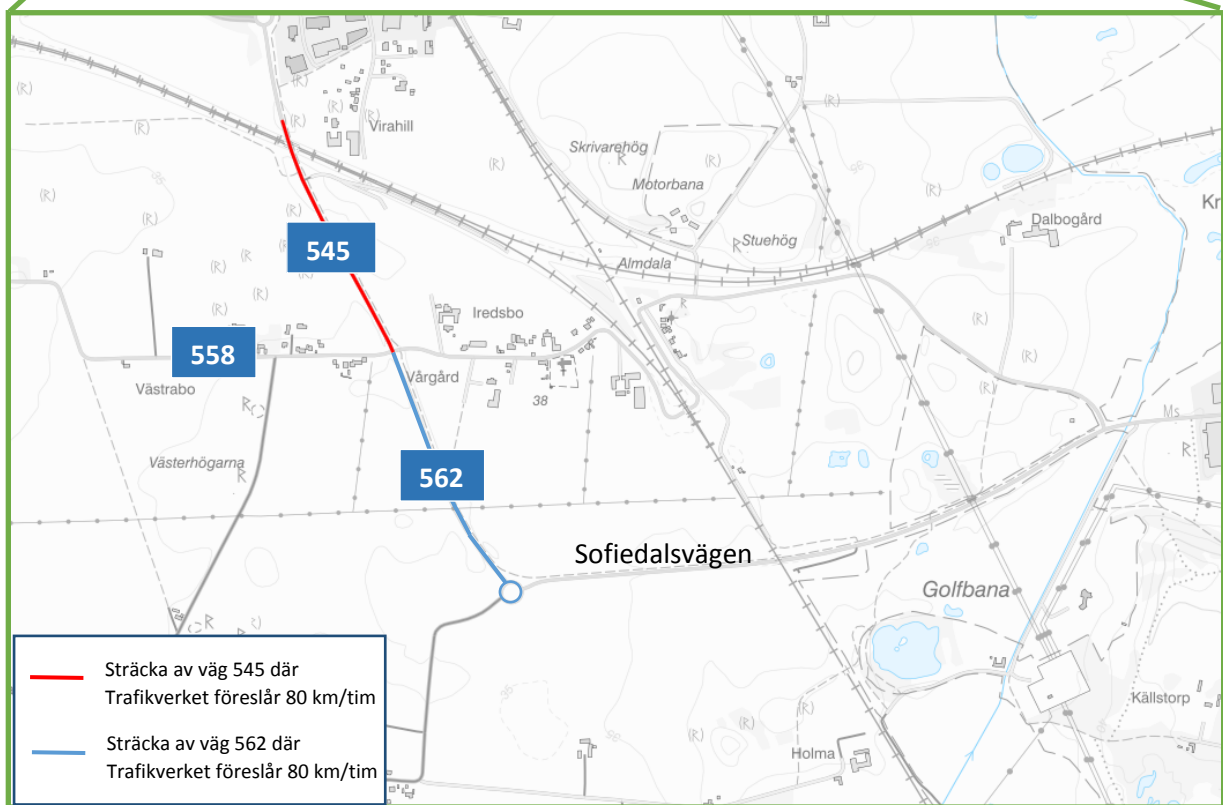 Virahill
(R)
(R)
(R)
(R)
(R)
Skrivarehög
R
(R)
(R)
Motorbana
(R)
(R)
(R)
Kr
Dalbogård
545
Stuehög
R
Almdala
(R)
(R)
(R)
Iredsbo
R
(R)
558
Vårgård
(R)
Västrabo
38
(R)
R
Ms
R
Västerhögarna
R
562
Sofiedalsvägen
Golfbana
R
Källstorp
(R)
(R)
Holma
Sträcka av väg 545 där
Trafikverket föreslår 80 km/tim
Sträcka av väg 562 där
Trafikverket föreslår 80 km/tim